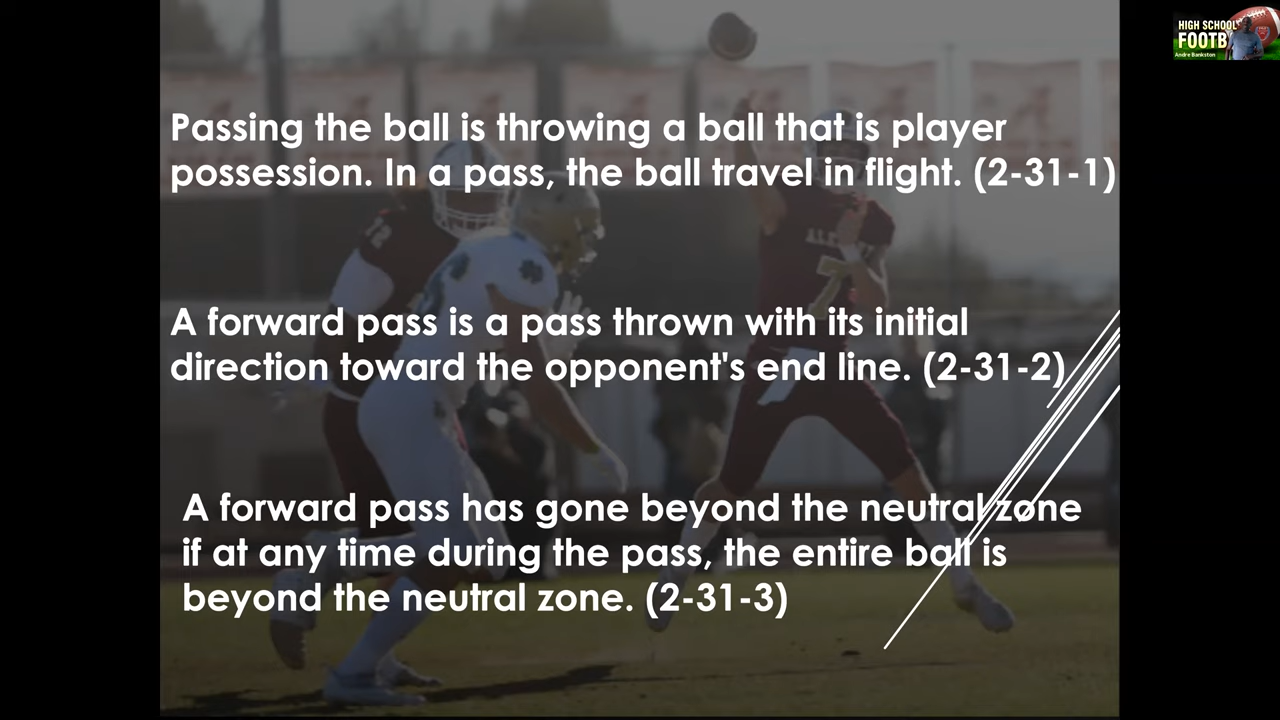 HIGH SCHOOL
FOOTB
Andre Bankston
Passing the ball is throwing a ball that is player
possession. In a pass, the ball travel in flight. (2-31-1)
A forward pass is a pass thrown with its initial
direction toward the opponent's end line. (2-31-2)
A forward pass has gone beyond the neutral zone
if at any time during the pass, the entire ball is
beyond the neutral zone. (2-31-3)
12
7